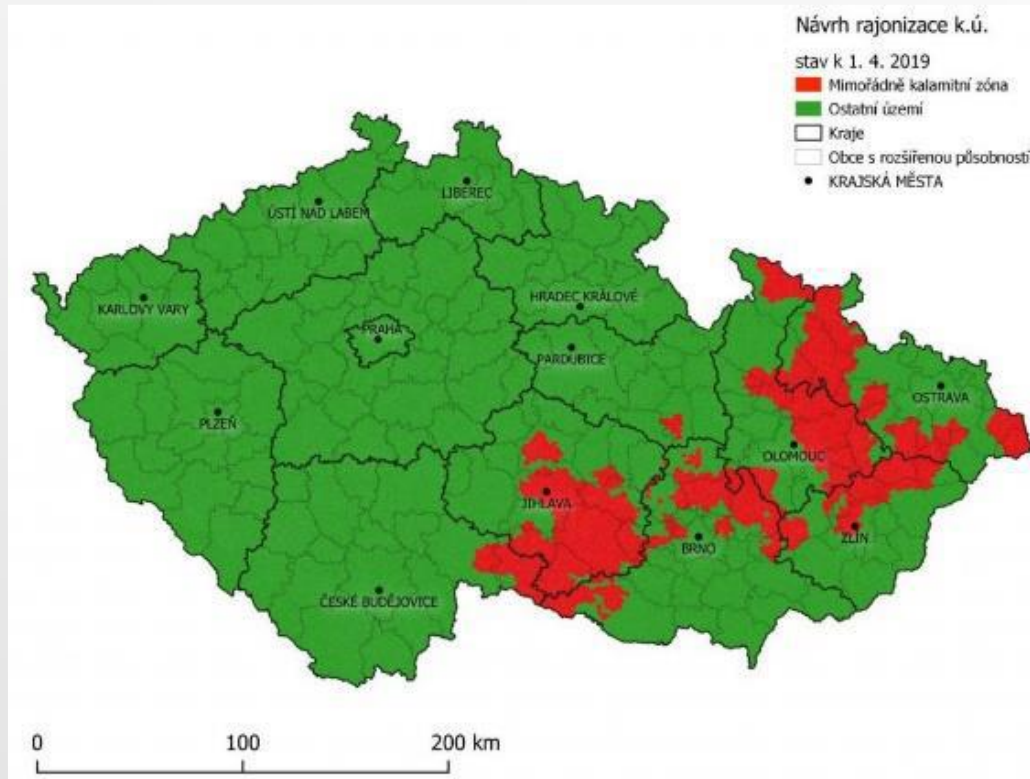 Návrh rajonizace k.ú.
stav k 1. 4. 2019
Mimořádně kalamitní zóna
Ostatní území
Kraje
Obce s rozšířenou působností
KRAJSKÁ MĚSTA
LIBEREC
ÚSTÍ NAD LABEM
KARLOVY VARY
HRADEC KRÁLOVÉ
PRAHA
PARDUBICE
OSTRAVA
PLZEŇ
OLOMOUC
JIHLAVA
ZLÍN
BRNO
ČESKÉ BUDĚJOVICE
0 100 200 km